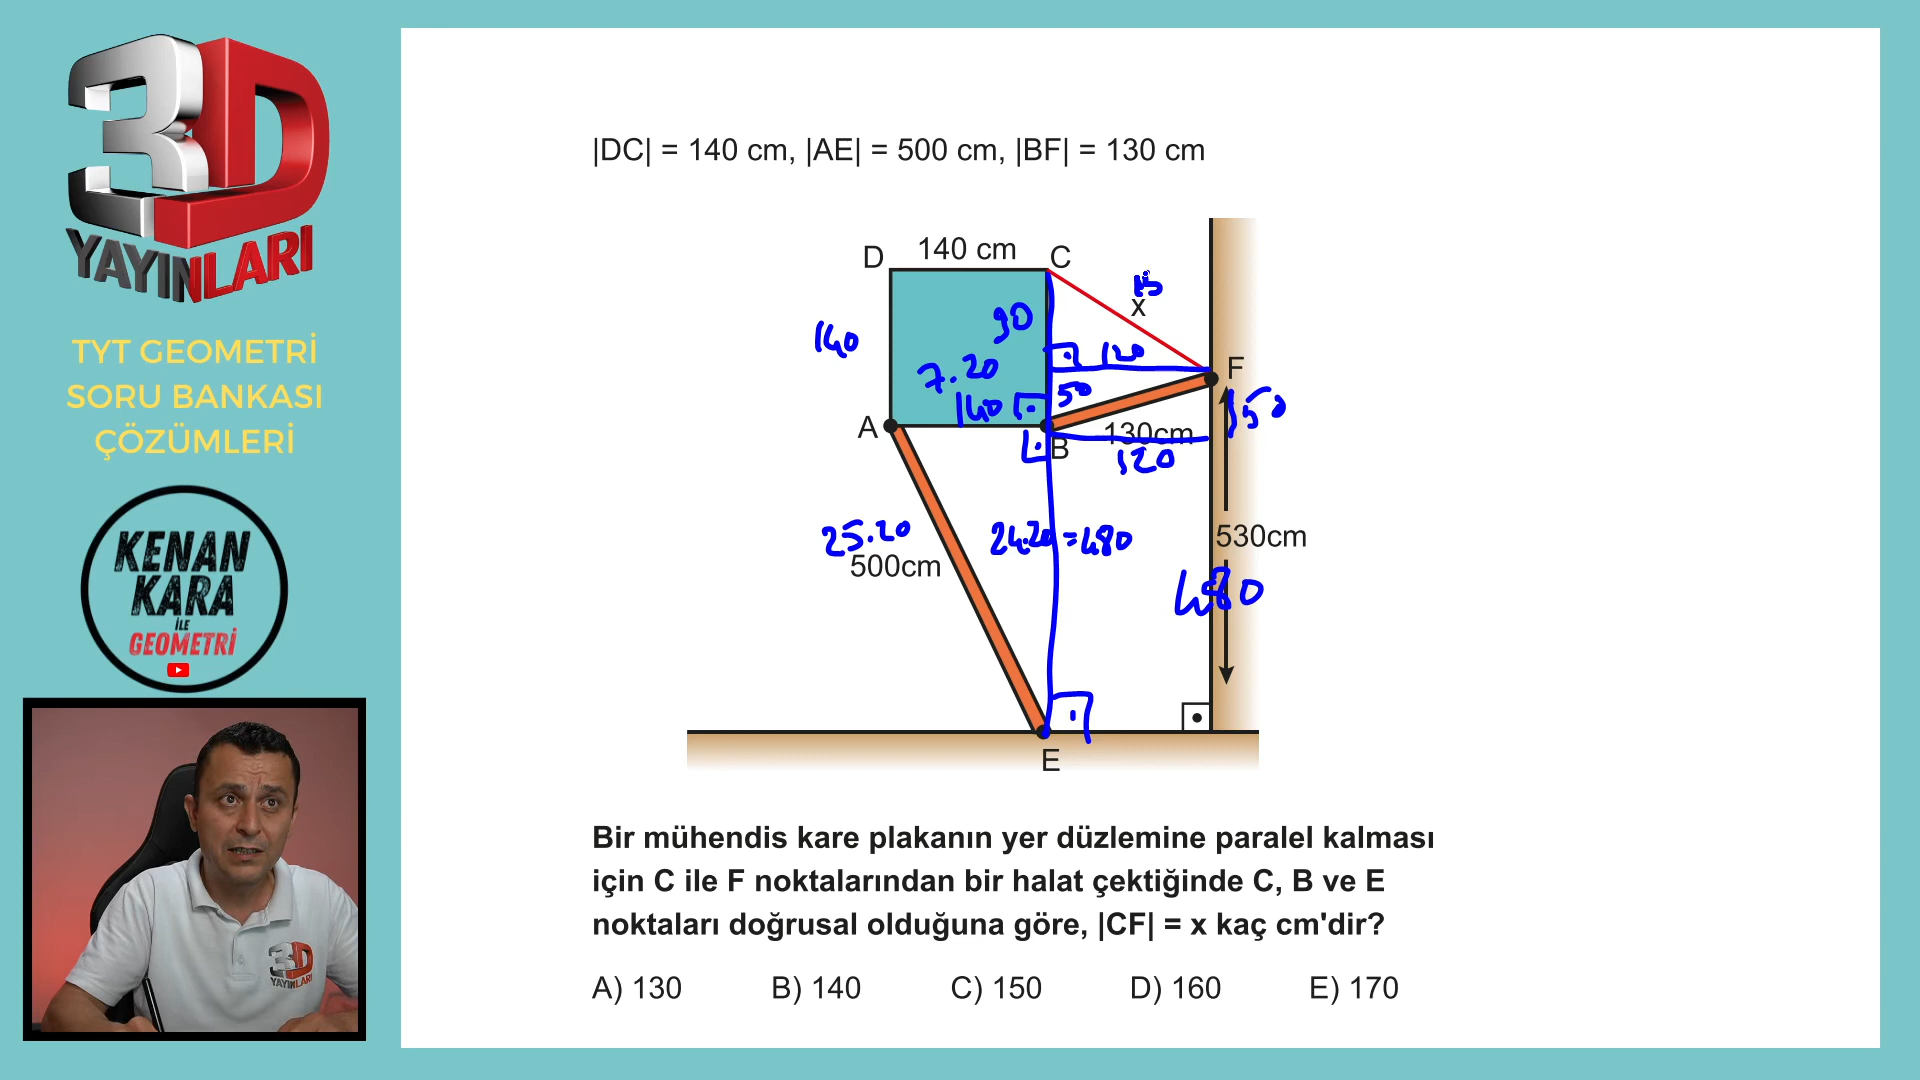 3D
YAYINLARI
TYT GEOMETRİ
SORU BANKASI
ÇÖZÜMLERİ
KENAN
KARA
İLE
GEOMETRİ
3D
YAYINLARI
|DC| = 140 cm, |AE| = 500 cm, |BF| = 130 cm
D
140 cm
C
x
140
90
120
F
7.20
50
150
140
A
B
130cm
120
25.20
500cm
24.20=480
530cm
480
E
Bir mühendis kare plakanın yer düzlemine paralel kalması
için C ile F noktalarından bir halat çektiğinde C, B ve E
noktaları doğrusal olduğuna göre, |CF| = x kaç cm'dir?
A) 130 B) 140 C) 150 D) 160 E) 170